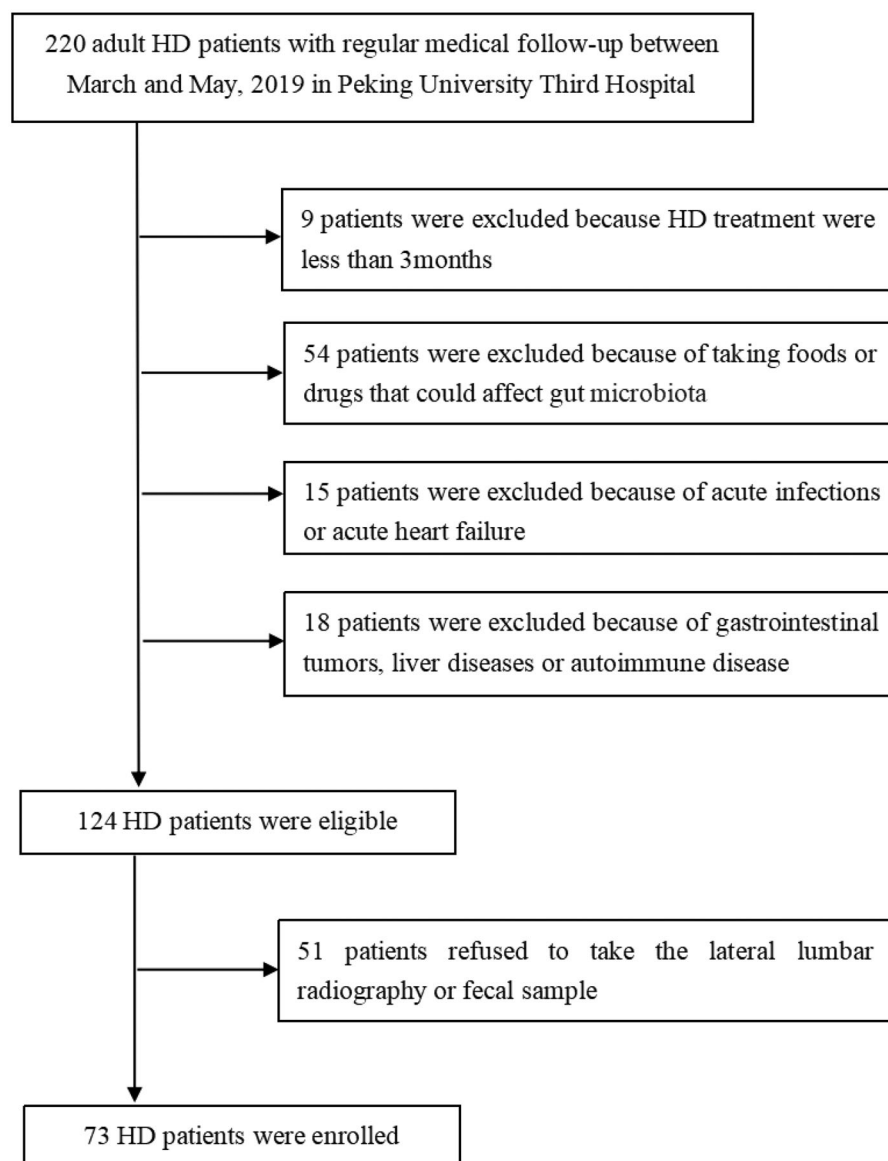 220 adult HD patients with regular medical follow-up between
March and May, 2019 in Peking University Third Hospital
9 patients were excluded because HD treatment were
less than 3months
54 patients were excluded because of taking foods or
drugs that could affect gut microbiota
15 patients were excluded because of acute infections
or acute heart failure
18 patients were excluded because of gastrointestinal
tumors, liver diseases or autoimmune disease
124 HD patients were eligible
51 patients refused to take the lateral lumbar
radiography or fecal sample
73 HD patients were enrolled